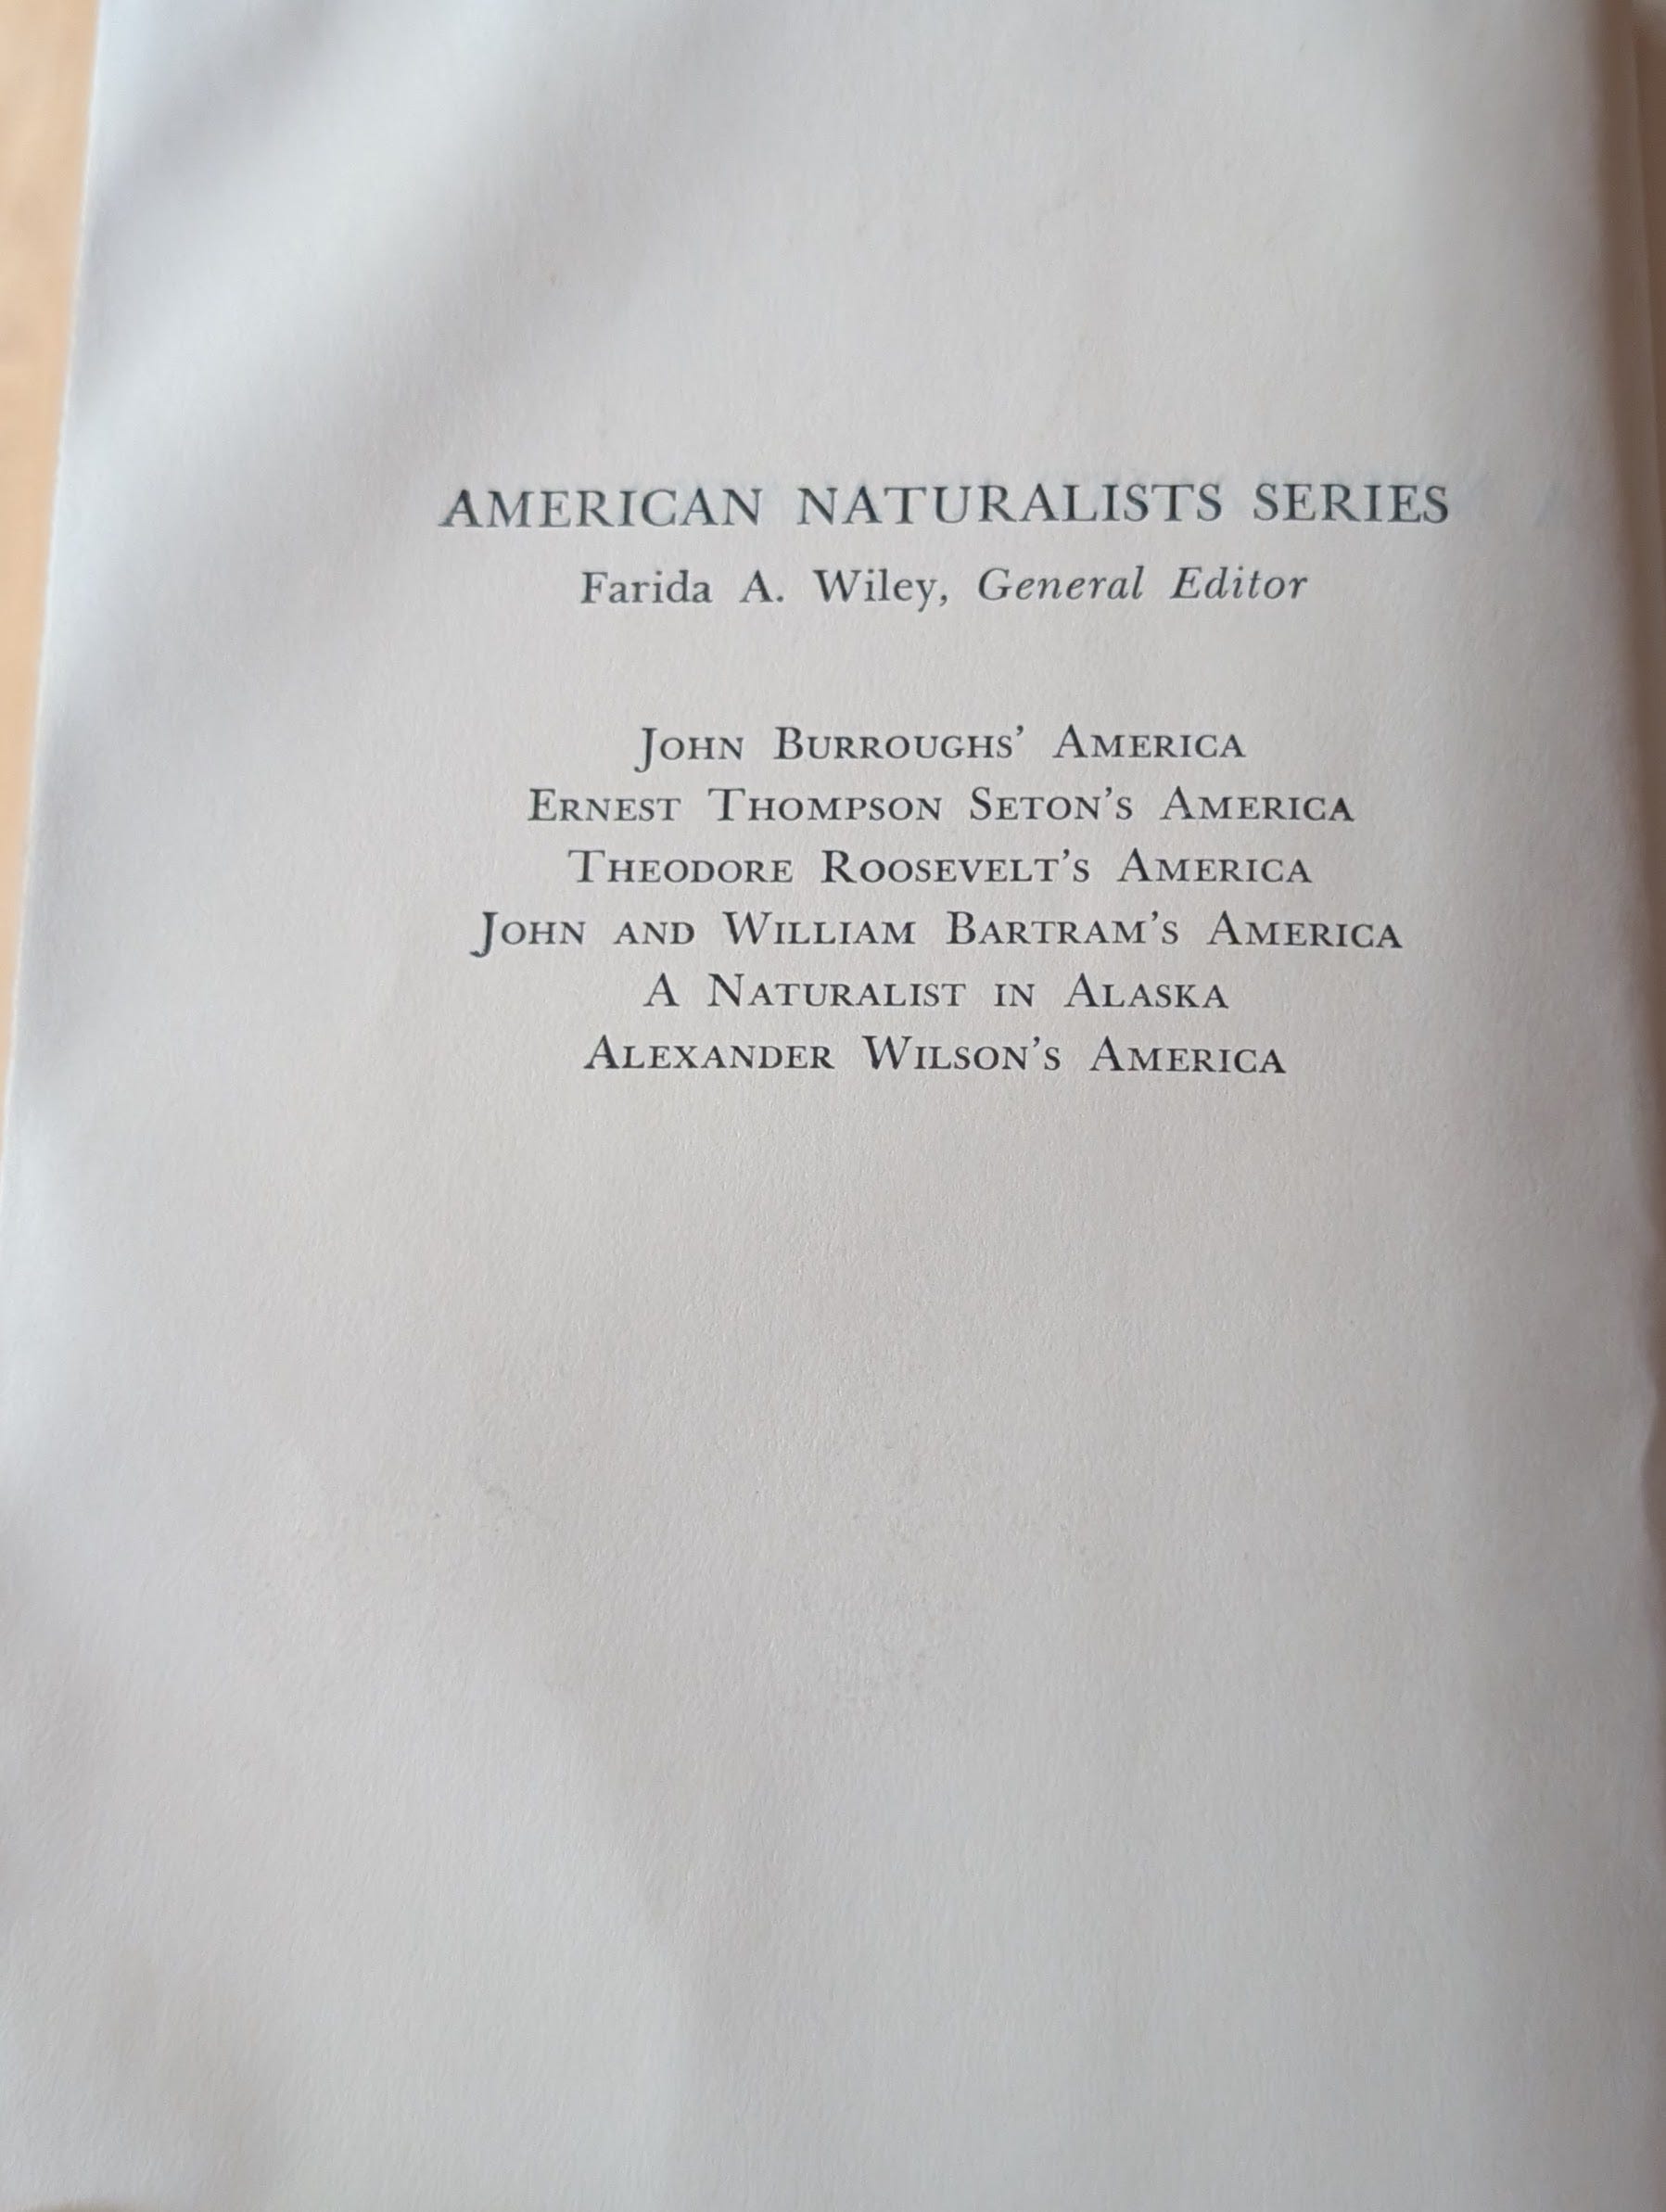 AMERICAN NATURALISTS SERIES
Farida A. Wiley, General Editor
JOHN BURROUGHS' AMERICA
ERNEST THOMPSON SETON'S AMERICA
THEODORE ROOSEVELT'S AMERICA
JOHN AND WILLIAM BARTRAM'S AMERICA
A NATURALIST IN ALASKA
ALEXANDER WILSON'S AMERICA